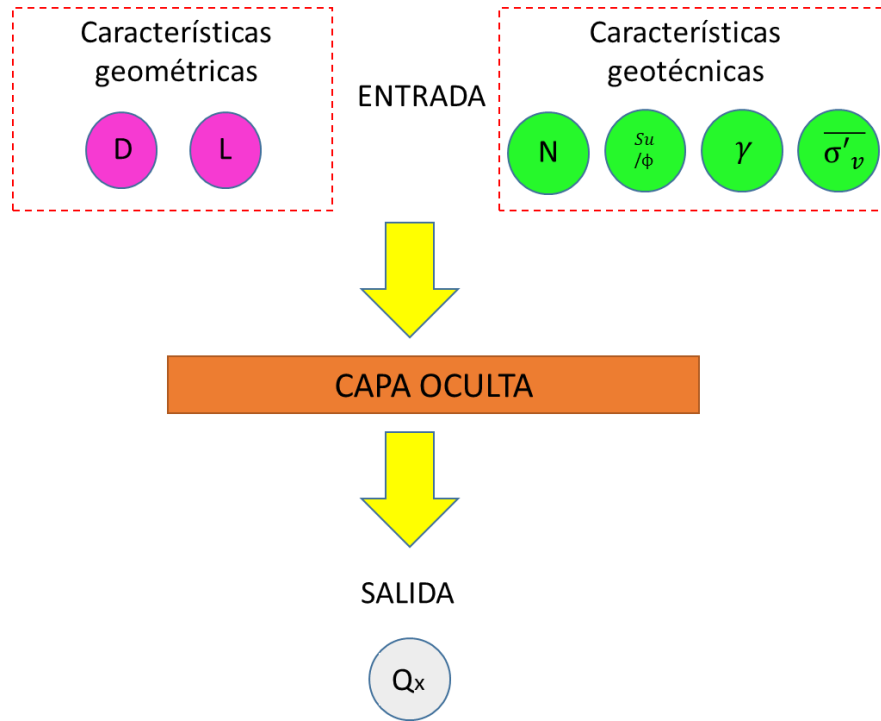 Características
geométricas
D
L
ENTRADA
Características
geotécnicas
N
Su
/ϕ
γ
σ̅'̅ᵥ̅
CAPA OCULTA
SALIDA
Qx